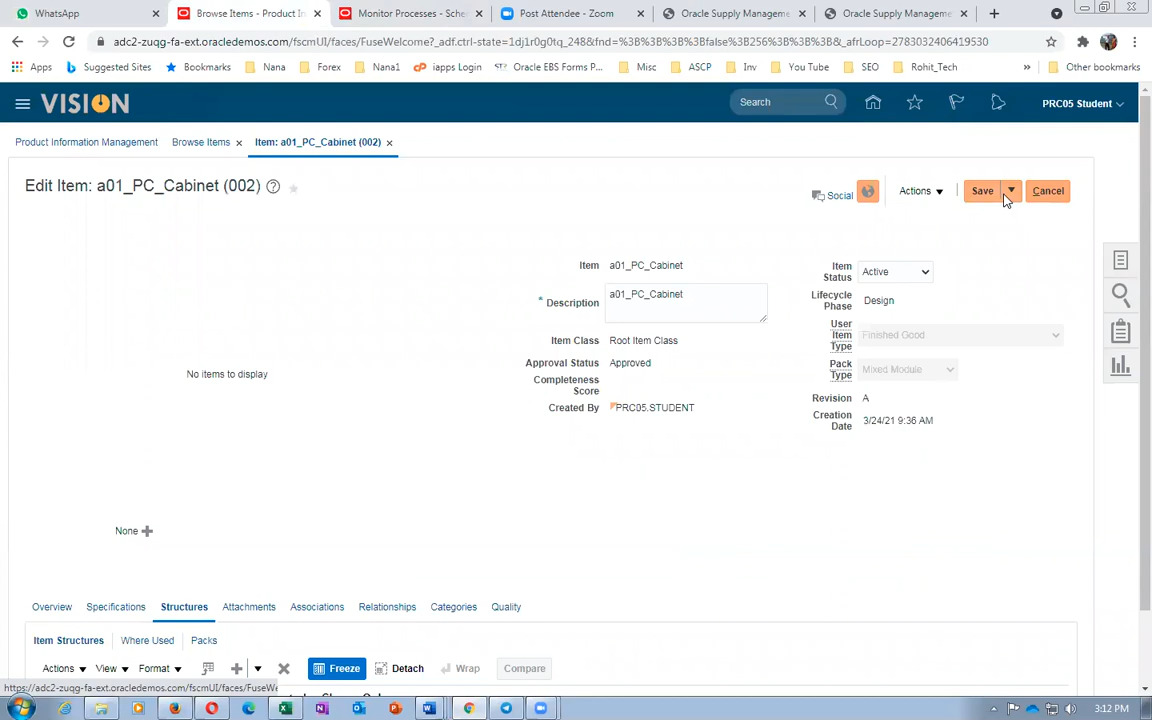 WhatsApp
Browse Items - Product In
Monitor Processes - Sche
Post Attendee - Zoom
Oracle Supply Manageme
Oracle Supply Manageme
adc2-zuqg-fa-ext.oracledemos.com/fscmUI/faces/FuseWelcome?_adf.ctrl-state=1dj1r0g0tq_248&fnd=%3B%3B%3B%3Bfalse%3B256%3B%3B%3B&_afrLoop=2783032406419530
Apps Suggested Sites Bookmarks Nana Forex Nana1 iapps Login Oracle EBS Forms P... Misc ASCP Inv You Tube SEO Rohit_Tech » Other bookmarks
VISION Search PRC05 Student
Product Information Management Browse Items Item: a01_PC_Cabinet (002)
Edit Item: a01_PC_Cabinet (002)
Social Actions Save Cancel
Item a01_PC_Cabinet
Description a01_PC_Cabinet
Item Class Root Item Class
Approval Status Approved
Completeness
Score
Created By PRC05.STUDENT
Item
Status Active
Lifecycle
Phase Design
User
Item
Type Finished Good
Pack
Type Mixed Module
Revision A
Creation
Date 3/24/21 9:36 AM
No items to display
None
Overview Specifications Structures Attachments Associations Relationships Categories Quality
Item Structures Where Used Packs
Actions View Format Freeze Detach Wrap Compare
https://adc2-zuqg-fa-ext.oracledemos.com/fscmUI/faces/FuseWe
3:12 PM